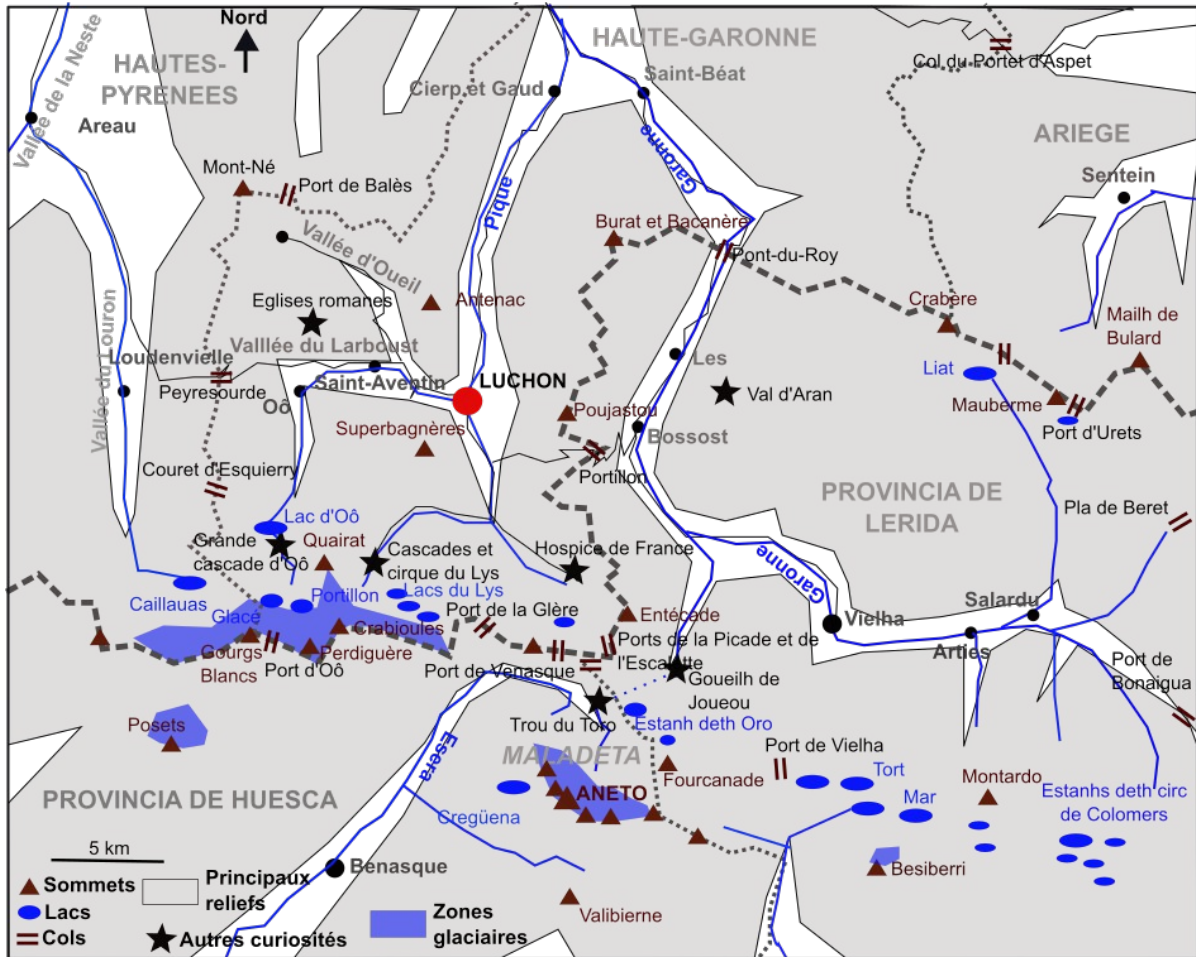 Nord
HAUTE-GARONNE
HAUTES-
PYRENEES
Vallée de la Neste
Areau
Cierp et Gaud
Saint-Béat
Col du Portet d'Aspet
ARIEGE
Sentein
Garonne
Pique
Mont-Né
Port de Balès
Vallée d'Oueil
Burat et Bacanère
Pont-du-Roy
Antenac
Eglises romanes
Crabère
Mailh de
Bulard
Vallée du Louron
Loudenvielle
Valllée du Larboust
Les
Liat
Peyresourde
Saint-Aventin
LUCHON
Val d'Aran
Mauberme
Oô
Poujastou
Port d'Urets
Superbagnères
Bossost
Couret d'Esquierry
Portillon
PROVINCIA DE
LERIDA
Pla de Beret
Lac d'Oô
Grande
cascade d'Oô
Quairat
Cascades et
cirque du Lys
Hospice de France
Garonne
Caillauas
Glacé
Portillon
Lacs du Lys
Port de la Glère
Entécade
Vielha
Salardu
Arties
Crabioules
Gourgs
Blancs
Port d'Oô
Perdiguère
Port de Venasque
Ports de la Picade et de
l'Escalette
Goueilh de
Joueou
Port de
Bonaigua
Posets
Esera
Trou du Toro
Estanh deth Oro
MALADETA
Port de Vielha
Fourcanade
Tort
Montardo
Estanhs deth circ
de Colomers
PROVINCIA DE HUESCA
ANETO
Cregüena
Mar
Besiberri
Benasque
Valibierne
5 km
Sommets
Lacs
Cols
Principaux
reliefs
Autres curiosités
Zones
glaciaires